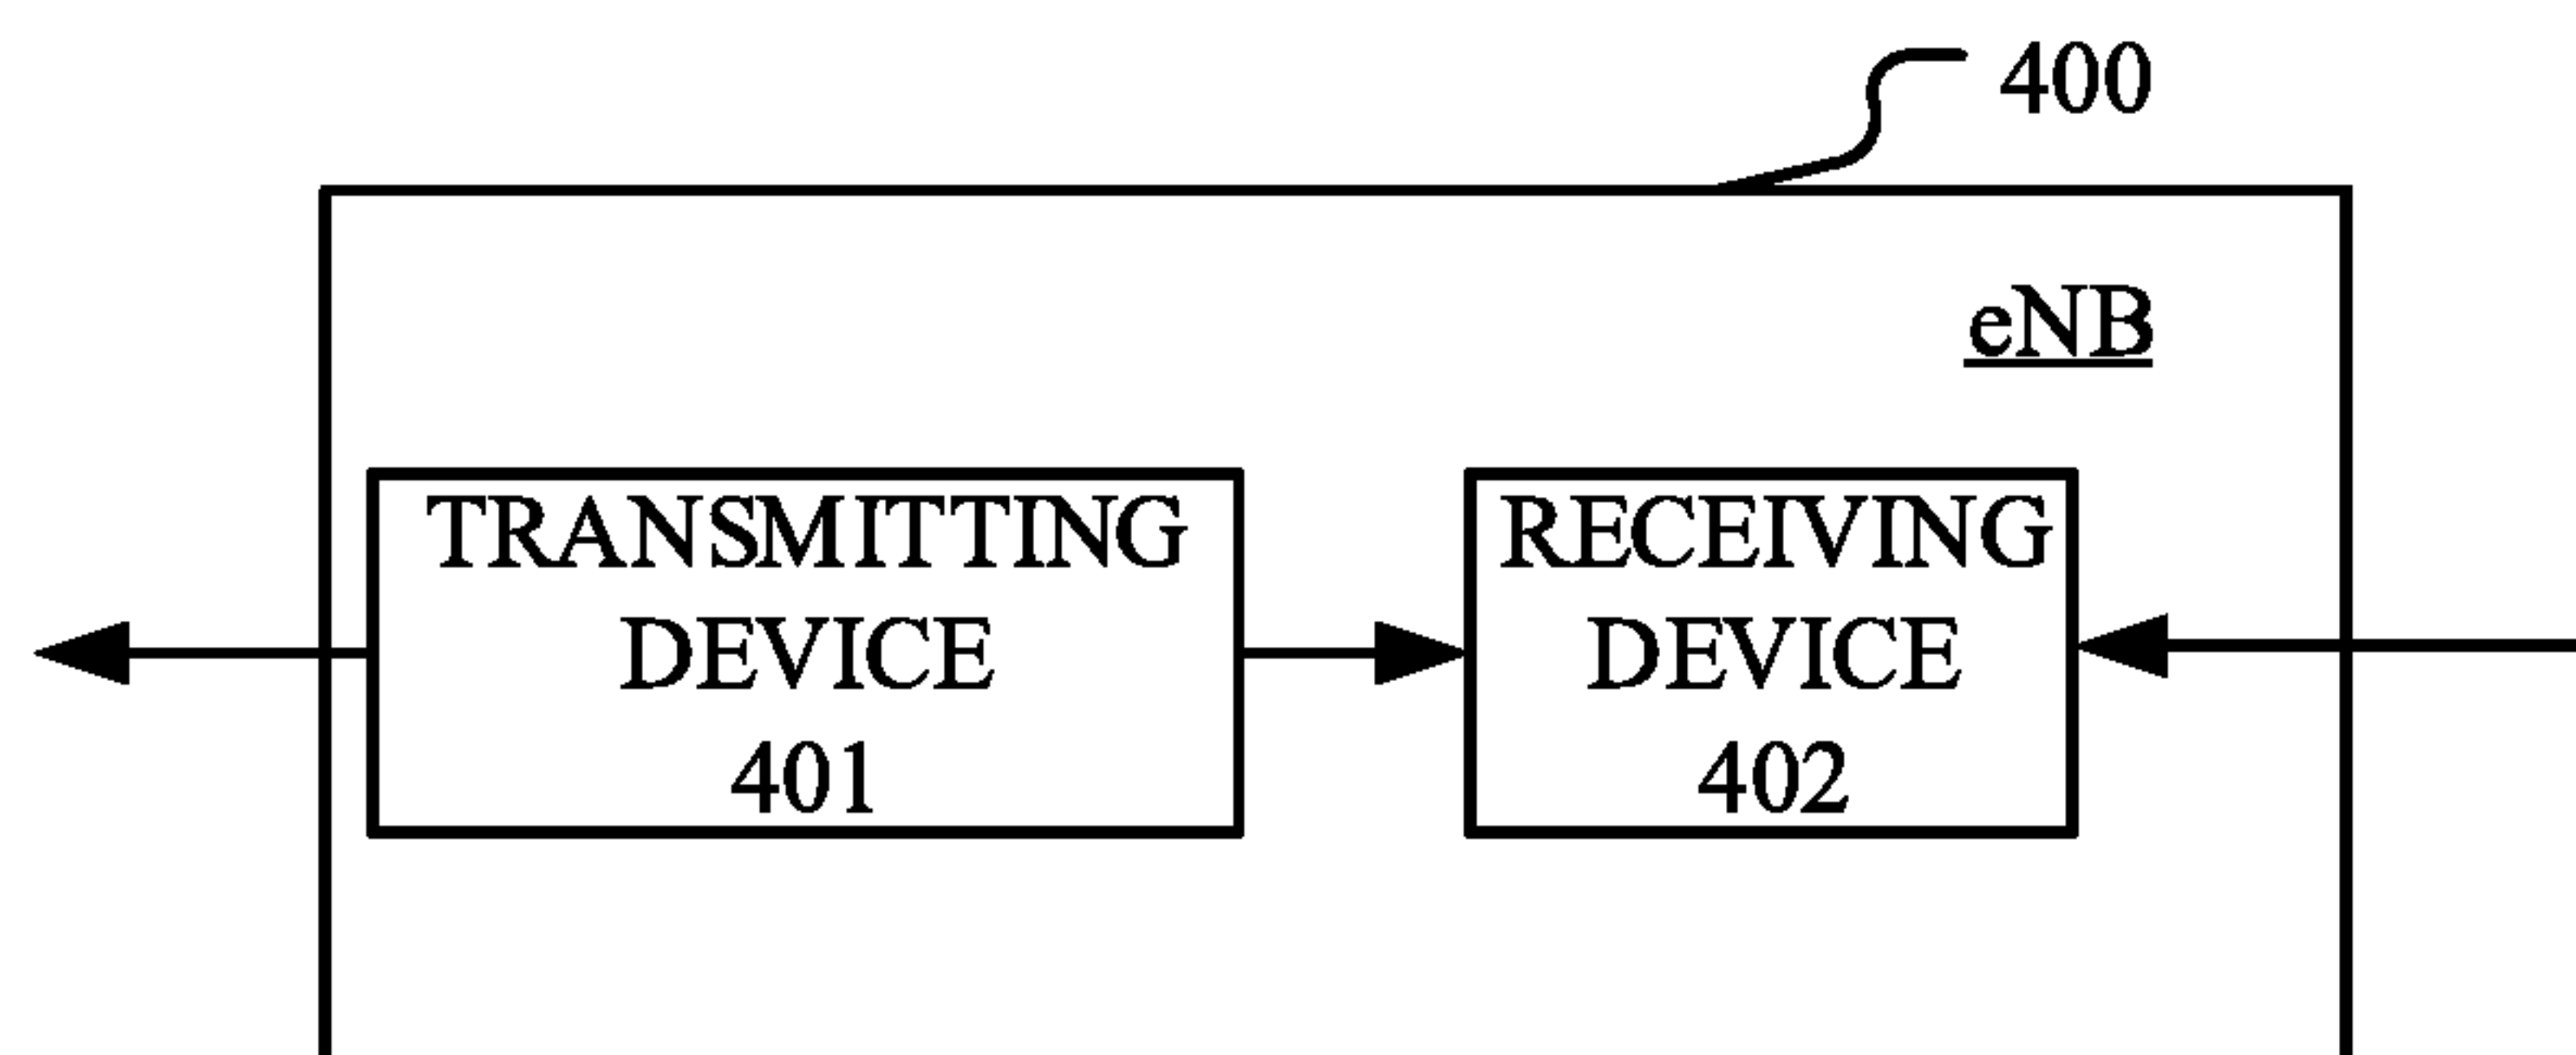 400
eNB
TRANSMITTING
DEVICE
401
RECEIVING
DEVICE
402